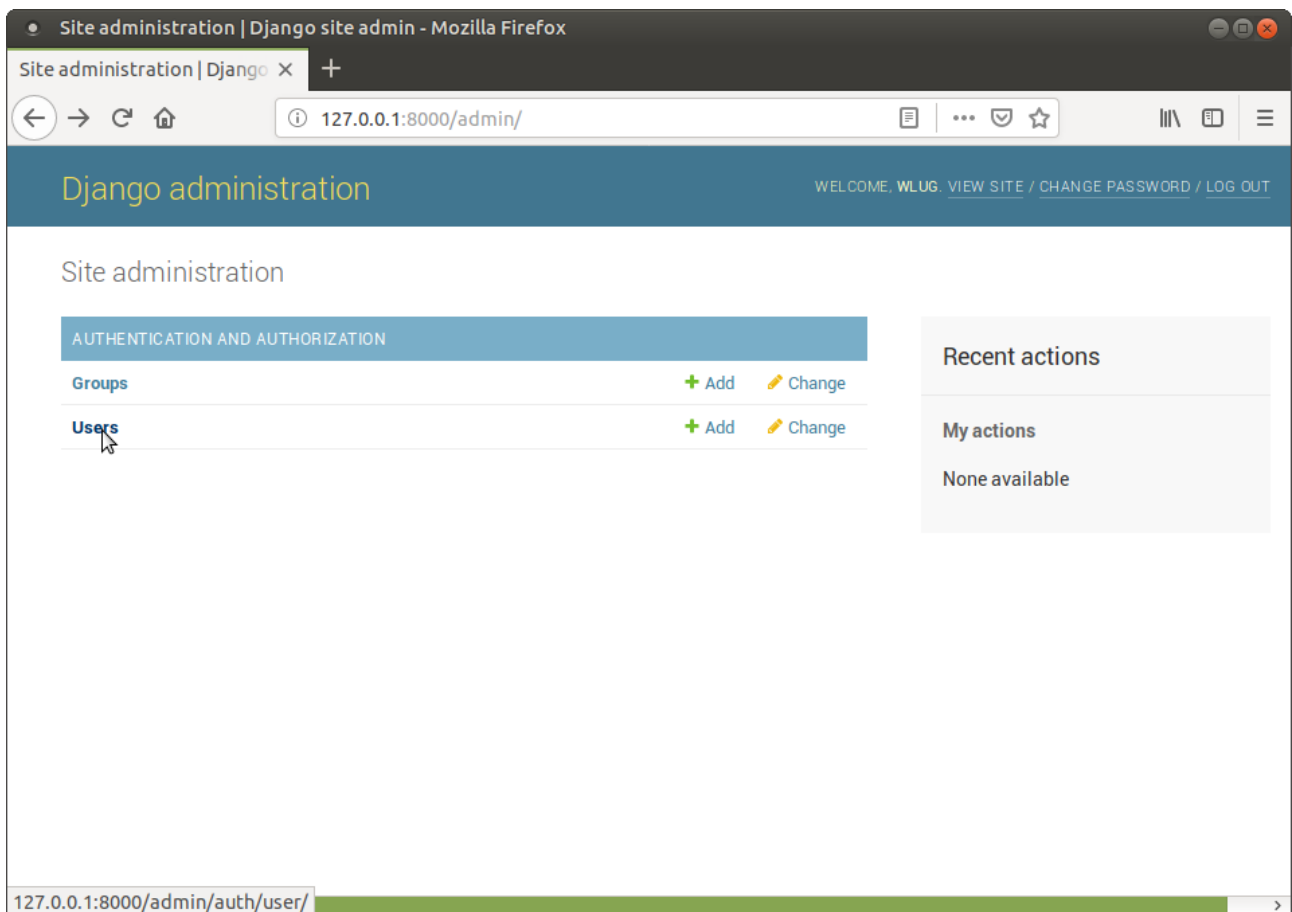 Site administration | Django site admin - Mozilla Firefox
Site administration | Django
127.0.0.1:8000/admin/
Django administration
WELCOME, WLUG. VIEW SITE / CHANGE PASSWORD / LOG OUT
Site administration
AUTHENTICATION AND AUTHORIZATION
Groups Add Change
Users Add Change
Recent actions
My actions
None available
127.0.0.1:8000/admin/auth/user/